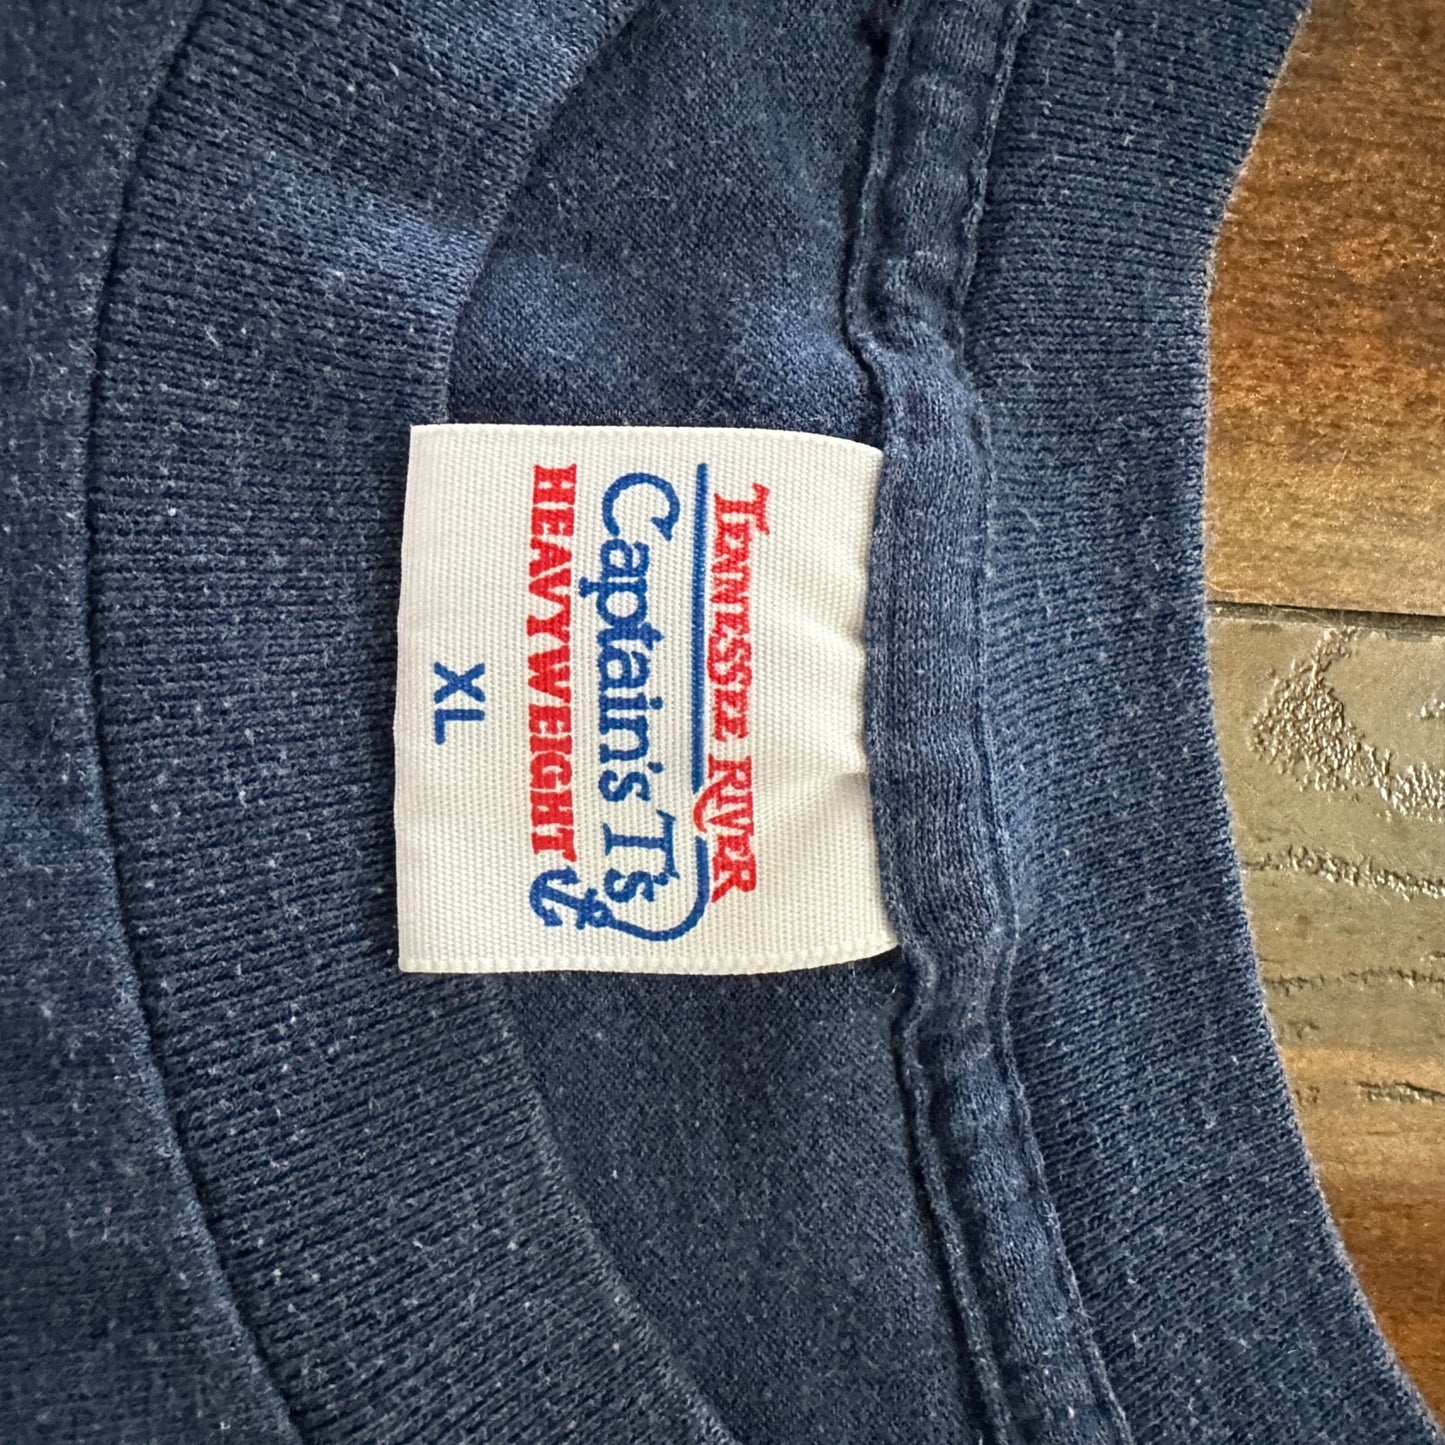 TENNESSEE RIVER
Captain's T's
HEAVYWEIGHT
XL